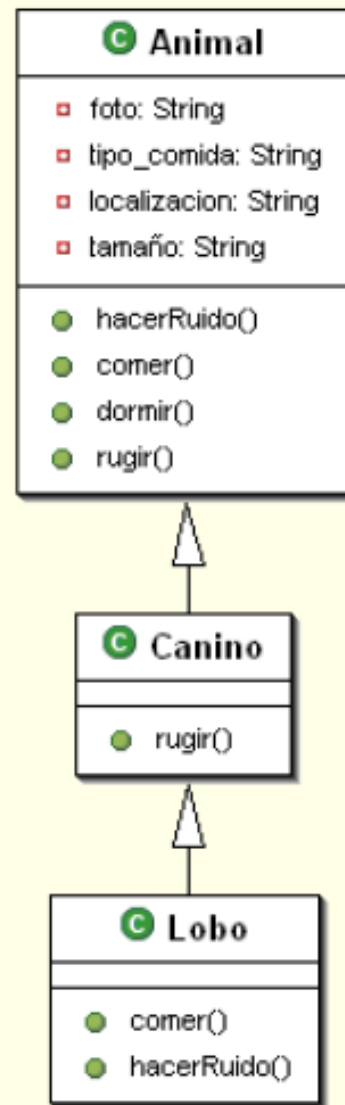 C Animal
foto: String
tipo_comida: String
localizacion: String
tamaño: String
hacerRuido()
comer()
dormir()
rugir()
C Canino
rugir()
C Lobo
comer()
hacerRuido()